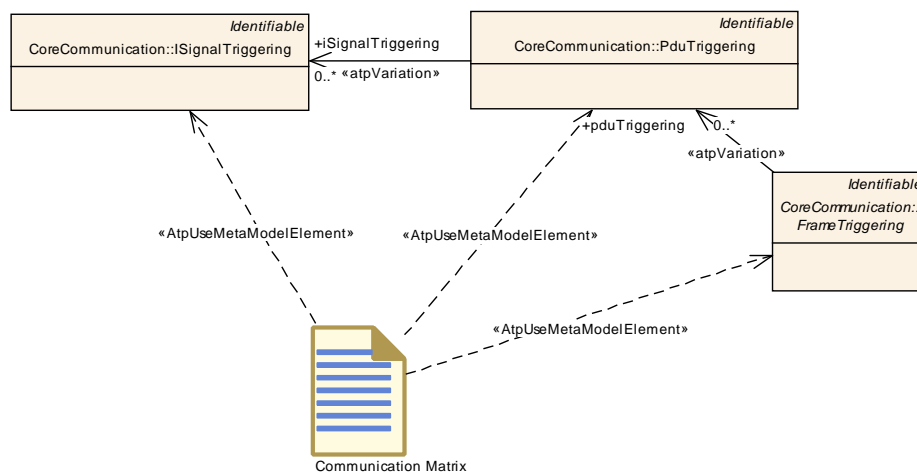 Identifiable
CoreCommunication::ISignalTriggering
+iSignalTriggering
0..*
«atpVariation»
Identifiable
CoreCommunication::PduTriggering
+pduTriggering
0..*
«atpVariation»
Identifiable
CoreCommunication::
FrameTriggering
«AtpUseMetaModelElement»
«AtpUseMetaModelElement»
«AtpUseMetaModelElement»
Communication Matrix